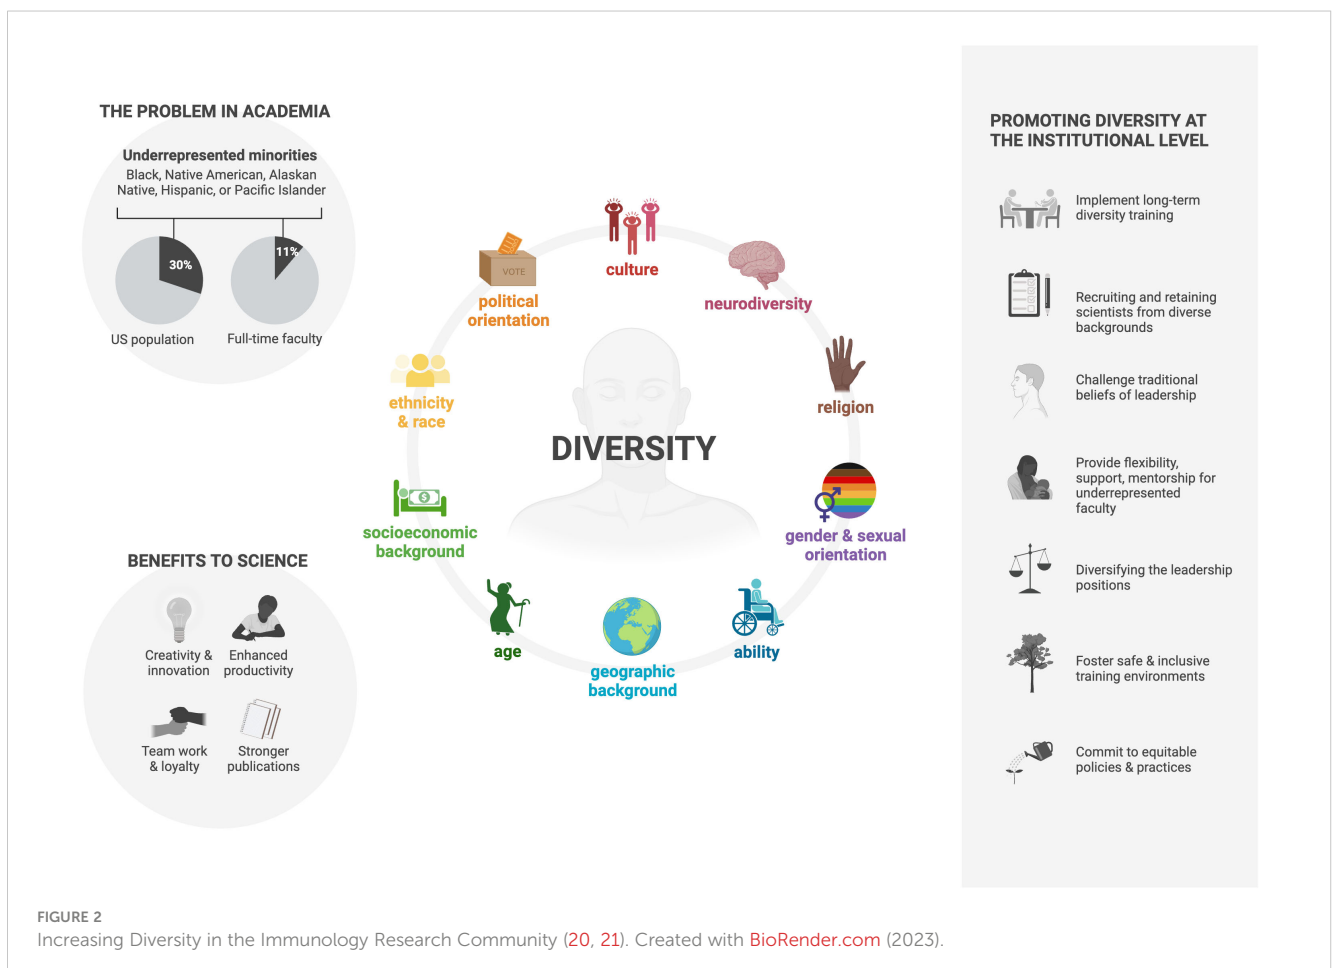 THE PROBLEM IN ACADEMIA
Underrepresented minorities
Black, Native American, Alaskan
Native, Hispanic, or Pacific Islander
30%
11%
US population
Full-time faculty
BENEFITS TO SCIENCE
Creativity &
innovation
Enhanced
productivity
Team work
& loyalty
Stronger
publications
DIVERSITY
culture
neurodiversity
religion
gender & sexual
orientation
ability
geographic
background
age
socioeconomic
background
ethnicity
& race
VOTE
political
orientation
PROMOTING DIVERSITY AT
THE INSTITUTIONAL LEVEL
Implement long-term
diversity training
Recruiting and retaining
scientists from diverse
backgrounds
Challenge traditional
beliefs of leadership
Provide flexibility,
support, mentorship for
underrepresented
faculty
Diversifying the leadership
positions
Foster safe & inclusive
training environments
Commit to equitable
policies & practices
FIGURE 2
Increasing Diversity in the Immunology Research Community (20, 21). Created with BioRender.com (2023).